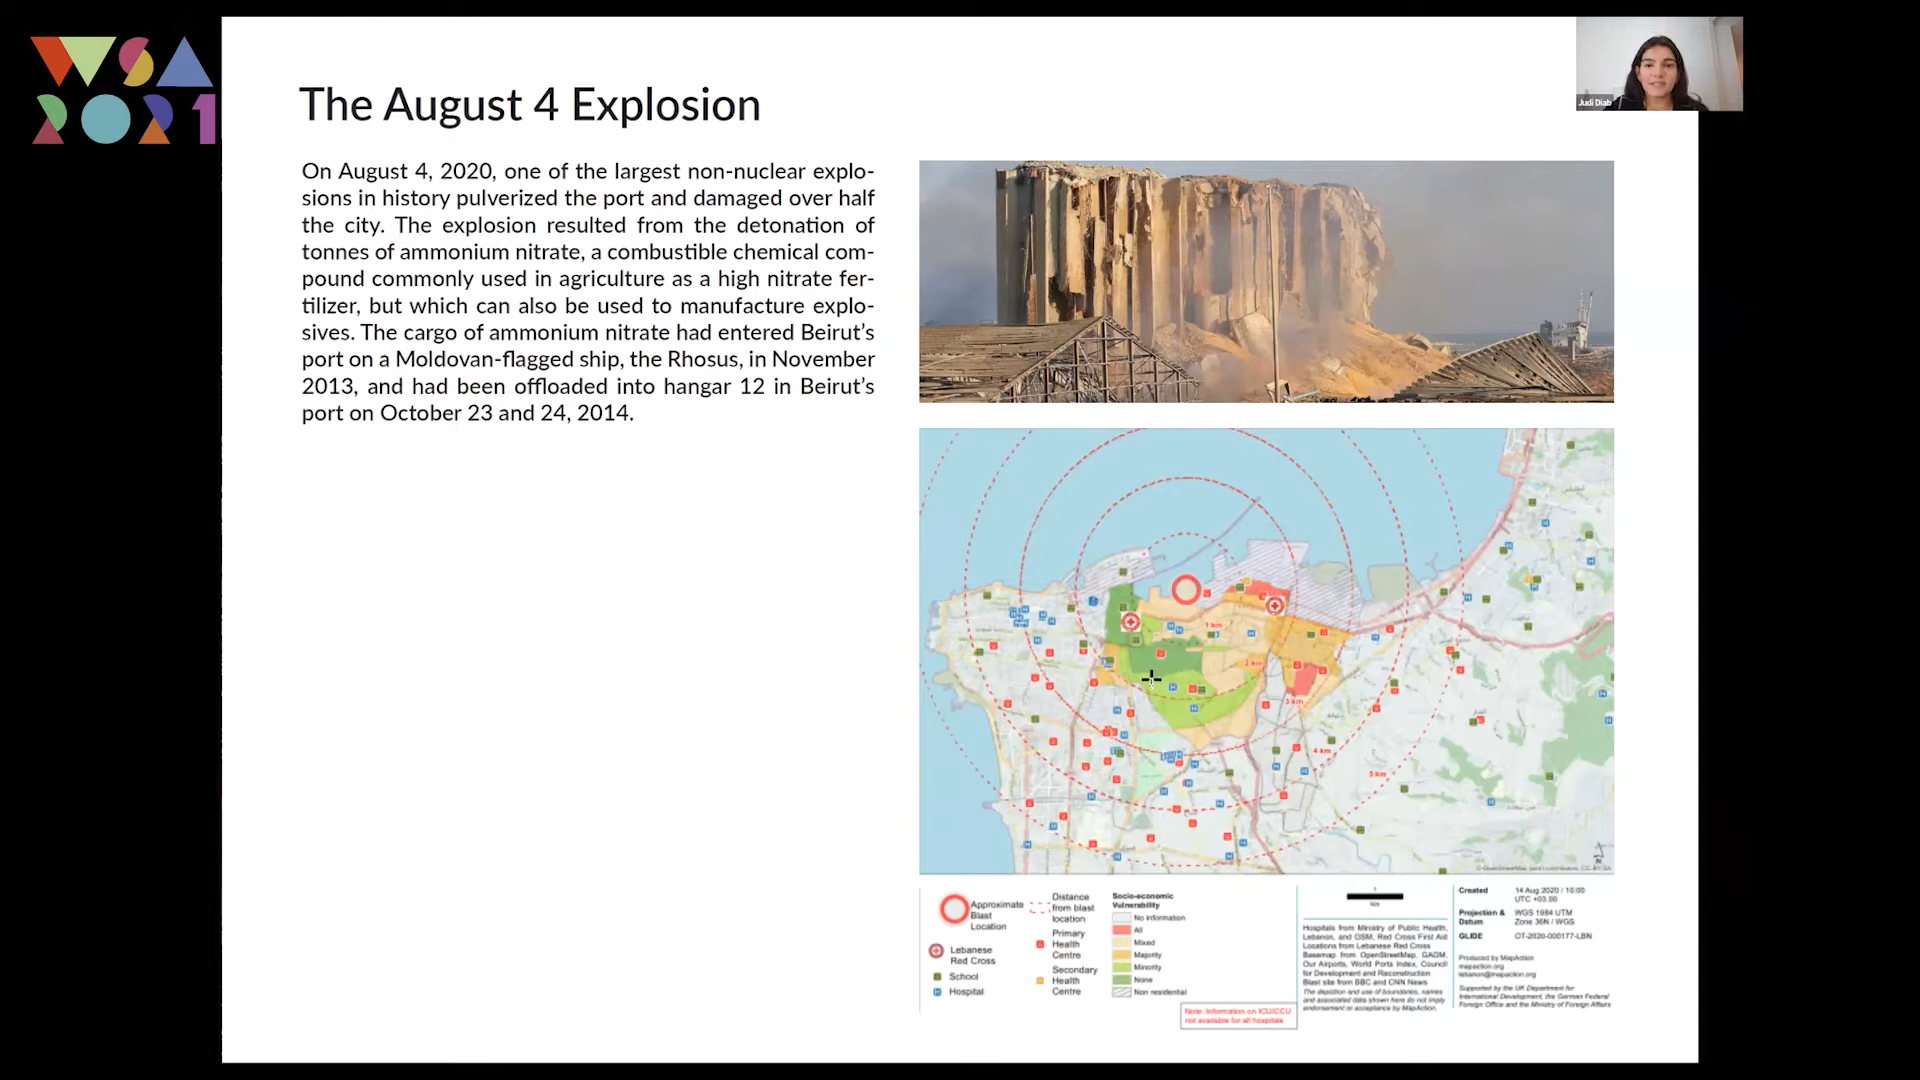 WSA
2021
Judi Diab
The August 4 Explosion
On August 4, 2020, one of the largest non-nuclear explo-
sions in history pulverized the port and damaged over half
the city. The explosion resulted from the detonation of
tonnes of ammonium nitrate, a combustible chemical com-
pound commonly used in agriculture as a high nitrate fer-
tilizer, but which can also be used to manufacture explo-
sives. The cargo of ammonium nitrate had entered Beirut’s
port on a Moldovan-flagged ship, the Rhosus, in November
2013, and had been offloaded into hangar 12 in Beirut’s
port on October 23 and 24, 2014.
1 km
2 km
3 km
4 km
5 km
N
Approximate
Blast
Location
Lebanese
Red Cross
School
Hospital
Distance
from blast
location
Primary
Health
Centre
Secondary
Health
Centre
Socio-economic
Vulnerability
No information
All
Mixed
Majority
Minority
None
Non residential
Note: Information on ICU/CCU
not available for all hospitals
1
Km
Hospitals from Ministry of Public Health,
Lebanon, and OSM, Red Cross First Aid
Locations from Lebanese Red Cross
Basemap from OpenStreetMap, GADM,
Our Airports, World Ports Index, Council
for Development and Reconstruction
Blast site from BBC and CNN News
The depiction and use of boundaries, names
and associated data shown here do not imply
endorsement or acceptance by MapAction.
Created 14 Aug 2020 / 16:00
UTC +03:00
Projection & WGS 1984 UTM
Datum Zone 36N / WGS
GLIDE OT-2020-000177-LBN
Produced by MapAction
mapaction.org
lebanon@mapaction.org
Supported by the UK Department for
International Development, the German Federal
Foreign Office and the Ministry of Foreign Affairs